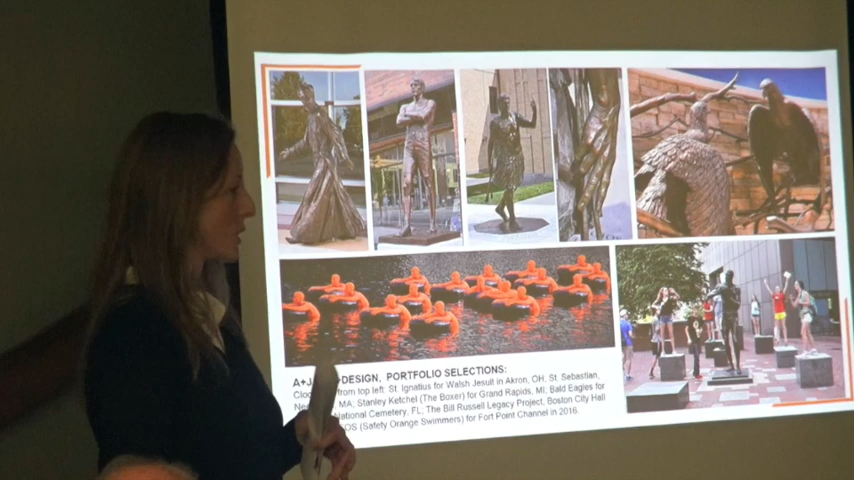 DESIGN, PORTFOLIO SELECTIONS:
from top left: St. Ignatius for Walsh Jesuit in Akron, OH; St. Sebastian,
MA; Stanley Ketchel (The Boxer) for Grand Rapids, MI; Bald Eagles for
National Cemetery, FL; The Bill Russell Legacy Project, Boston City Hall
(Safety Orange Swimmers) for Fort Point Channel in 2016.